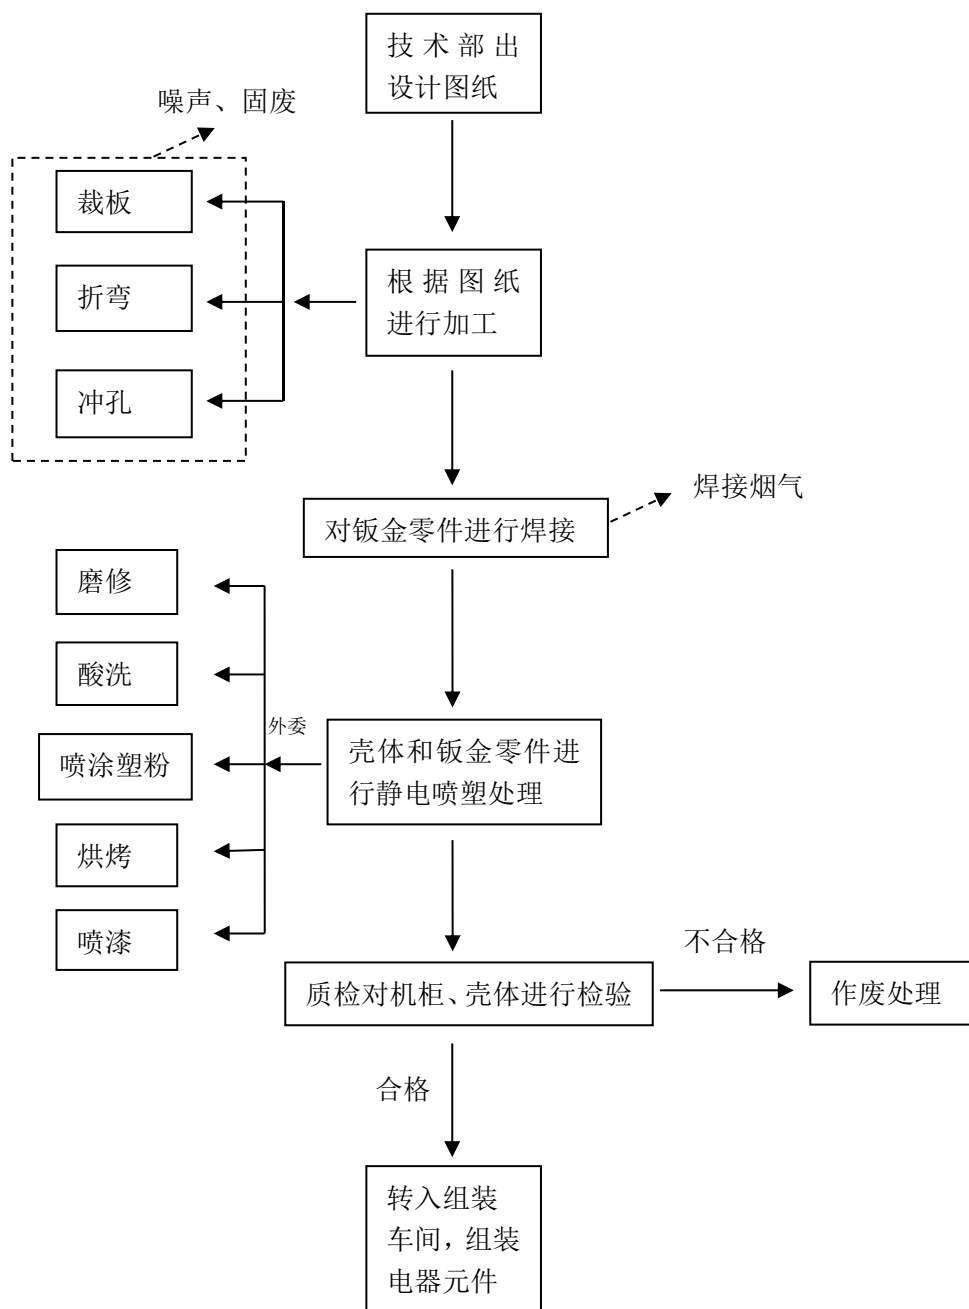 技术部出
设计图纸
噪声、固废
裁板
折弯
冲孔
根据图纸
进行加工
焊接烟气
对钣金零件进行焊接
磨修
酸洗
喷涂塑粉
烘烤
喷漆
外委
壳体和钣金零件进
行静电喷塑处理
不合格
质检对机柜、壳体进行检验
作废处理
合格
转入组装
车间，组装
电器元件